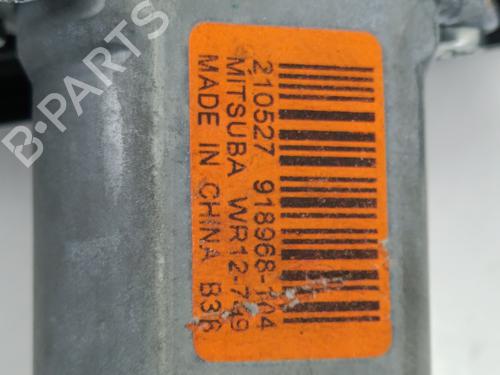 210527 918968-104
MITSUBA WR12-749
MADE IN CHINA B36
B-PARTS